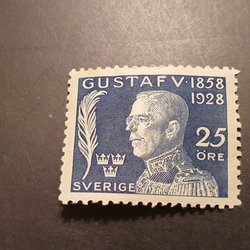 GUSTAF V · 1858
1928
25
ÖRE
SVERIGE